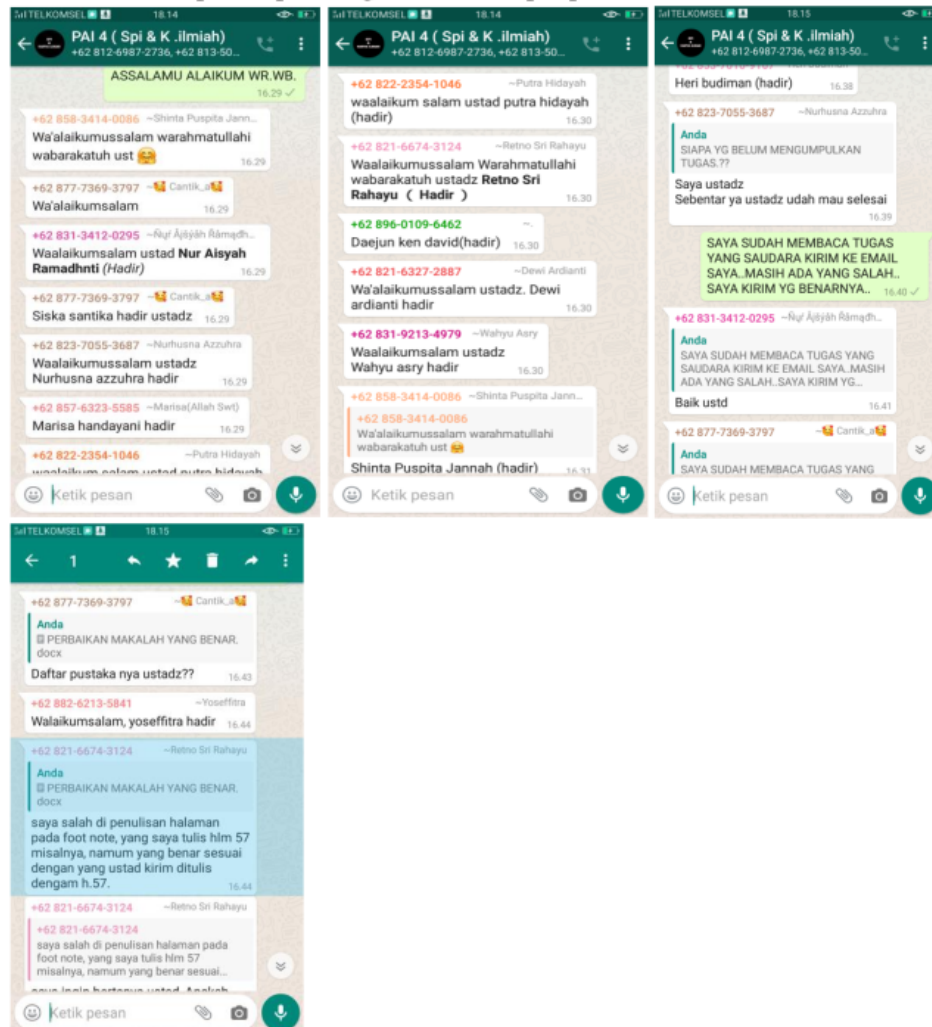 TELKOMSEL 18.14
PAI 4 ( Spi & K .ilmiah)
+62 812-6987-2736, +62 813-50...
ASSALAMU ALAIKUM WR.WB.
16.29
+62 858-3414-0086 ~Shinta Puspita Jann...
Wa'alaikumussalam warahmatullahi
wabarakatuh ust 🤗
16.29
+62 877-7369-3797 ~🥰 Cantik_a🥰
Wa'alaikumsalam
16.29
+62 831-3412-0295
Waalaikumsalam ustad Nur Aisyah
Ramadhnti (Hadir)
16.29
+62 877-7369-3797 ~🥰 Cantik_a🥰
Siska santika hadir ustadz 16.29
+62 823-7055-3687 ~Nurhusna Azzuhra
Waalaikumussalam ustadz
Nurhusna azzuhra hadir 16.29
+62 857-6323-5585 ~Marisa(Allah Swt)
Marisa handayani hadir 16.29
+62 822-2354-1046 ~Putra Hidayah
waalaikum salam ustad putra hidayah
Ketik pesan
TELKOMSEL 18.14
PAI 4 ( Spi & K .ilmiah)
+62 812-6987-2736, +62 813-50...
+62 822-2354-1046 ~Putra Hidayah
waalaikum salam ustad putra hidayah
(hadir)
16.30
+62 821-6674-3124 ~Retno Sri Rahayu
Waalaikumussalam Warahmatullahi
wabarakatuh ustadz Retno Sri
Rahayu ( Hadir )
16.30
+62 896-0109-6462 ~.
Daejun ken david(hadir) 16.30
+62 821-6327-2887 ~Dewi Ardianti
Wa'alaikumussalam ustadz. Dewi
ardianti hadir
16.30
+62 831-9213-4979 ~Wahyu Asry
Waalaikumsalam ustadz
Wahyu asry hadir 16.30
+62 858-3414-0086 ~Shinta Puspita Jann...
+62 858-3414-0086
Wa'alaikumussalam warahmatullahi
wabarakatuh ust 🤗
Shinta Puspita Jannah (hadir) 16.31
Ketik pesan
TELKOMSEL 18.15
PAI 4 ( Spi & K .ilmiah)
+62 812-6987-2736, +62 813-50...
Heri budiman (hadir) 16.38
+62 823-7055-3687 ~Nurhusna Azzuhra
Anda
SIAPA YG BELUM MENGUMPULKAN
TUGAS.??
Saya ustadz
Sebentar ya ustadz udah mau selesai
16.39
SAYA SUDAH MEMBACA TUGAS
YANG SAUDARA KIRIM KE EMAIL
SAYA..MASIH ADA YANG SALAH..
SAYA KIRIM YG BENARNYA.. 16.40
+62 831-3412-0295
Anda
SAYA SUDAH MEMBACA TUGAS YANG
SAUDARA KIRIM KE EMAIL SAYA..MASIH
ADA YANG SALAH..SAYA KIRIM YG...
Baik ustd 16.41
+62 877-7369-3797 ~🥰 Cantik_a🥰
Anda
SAYA SUDAH MEMBACA TUGAS YANG
Ketik pesan
TELKOMSEL 18.15
1
+62 877-7369-3797 ~🥰 Cantik_a🥰
Anda
PERBAIKAN MAKALAH YANG BENAR.
docx
Daftar pustaka nya ustadz?? 16.43
+62 882-6213-5841 ~Yoseffitra
Walaikumsalam, yoseffitra hadir 16.44
+62 821-6674-3124 ~Retno Sri Rahayu
Anda
PERBAIKAN MAKALAH YANG BENAR.
docx
saya salah di penulisan halaman
pada foot note, yang saya tulis hlm 57
misalnya, namum yang benar sesuai
dengan yang ustad kirim ditulis
dengam h.57.
16.44
+62 821-6674-3124 ~Retno Sri Rahayu
+62 821-6674-3124
saya salah di penulisan halaman pada
foot note, yang saya tulis hlm 57
misalnya, namum yang benar sesuai...
Ketik pesan